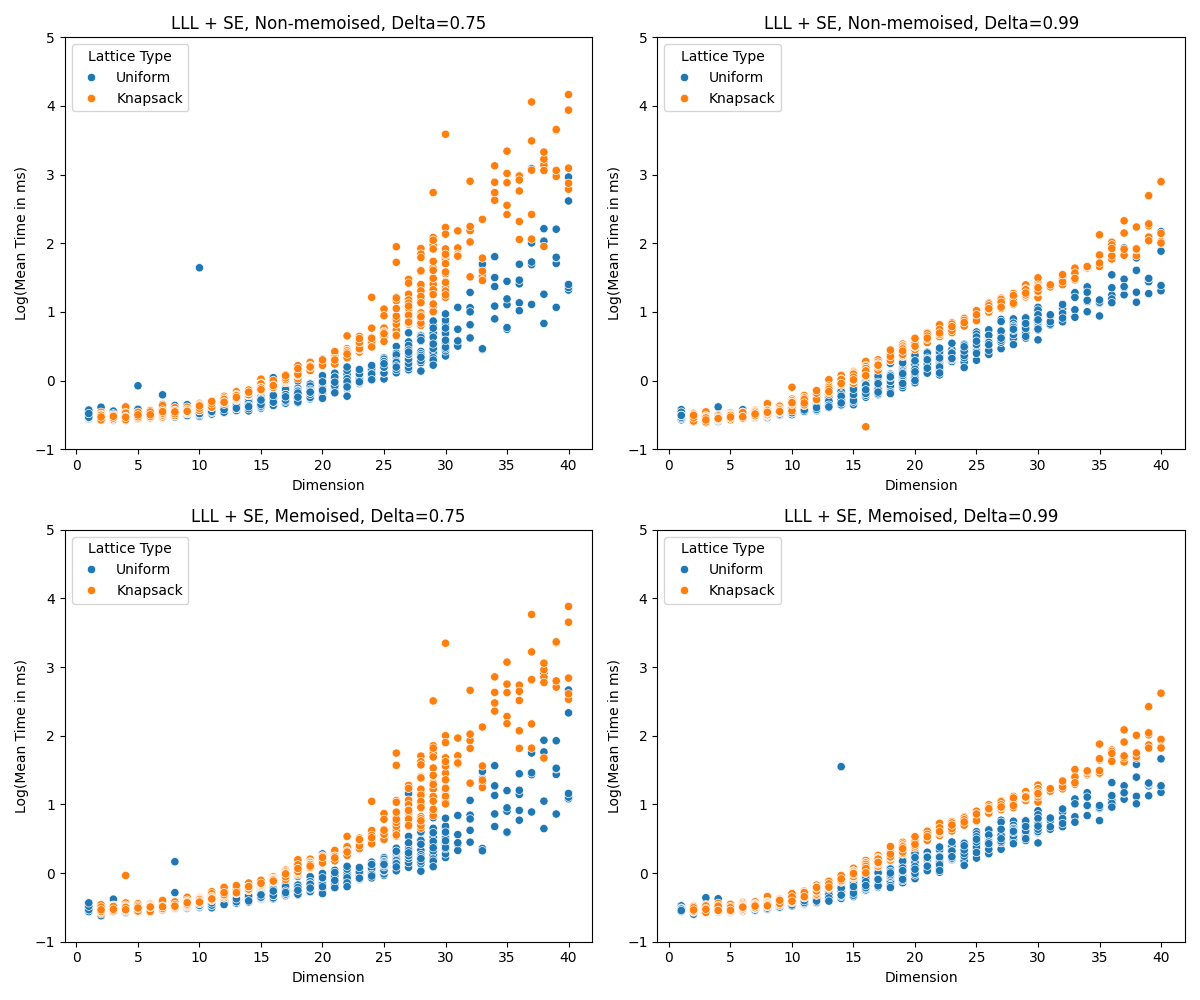 LLL + SE, Non-memoised, Delta=0.75
Log(Mean Time in ms)
5
4
3
2
1
0
−1
Lattice Type
Uniform
Knapsack
0 5 10 15 20 25 30 35 40
Dimension
LLL + SE, Non-memoised, Delta=0.99
Log(Mean Time in ms)
5
4
3
2
1
0
−1
Lattice Type
Uniform
Knapsack
0 5 10 15 20 25 30 35 40
Dimension
LLL + SE, Memoised, Delta=0.75
Log(Mean Time in ms)
5
4
3
2
1
0
−1
Lattice Type
Uniform
Knapsack
0 5 10 15 20 25 30 35 40
Dimension
LLL + SE, Memoised, Delta=0.99
Log(Mean Time in ms)
5
4
3
2
1
0
−1
Lattice Type
Uniform
Knapsack
0 5 10 15 20 25 30 35 40
Dimension